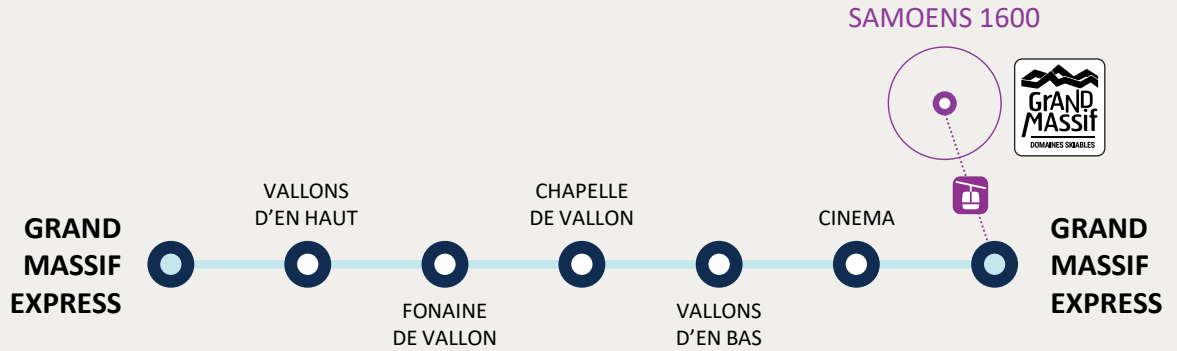 SAMOENS 1600
GrAND
MASSIF
DOMAINES SKIABLES
GRAND
MASSIF
EXPRESS
VALLONS
D’EN HAUT
FONAINE
DE VALLON
CHAPELLE
DE VALLON
VALLONS
D’EN BAS
CINEMA
GRAND
MASSIF
EXPRESS